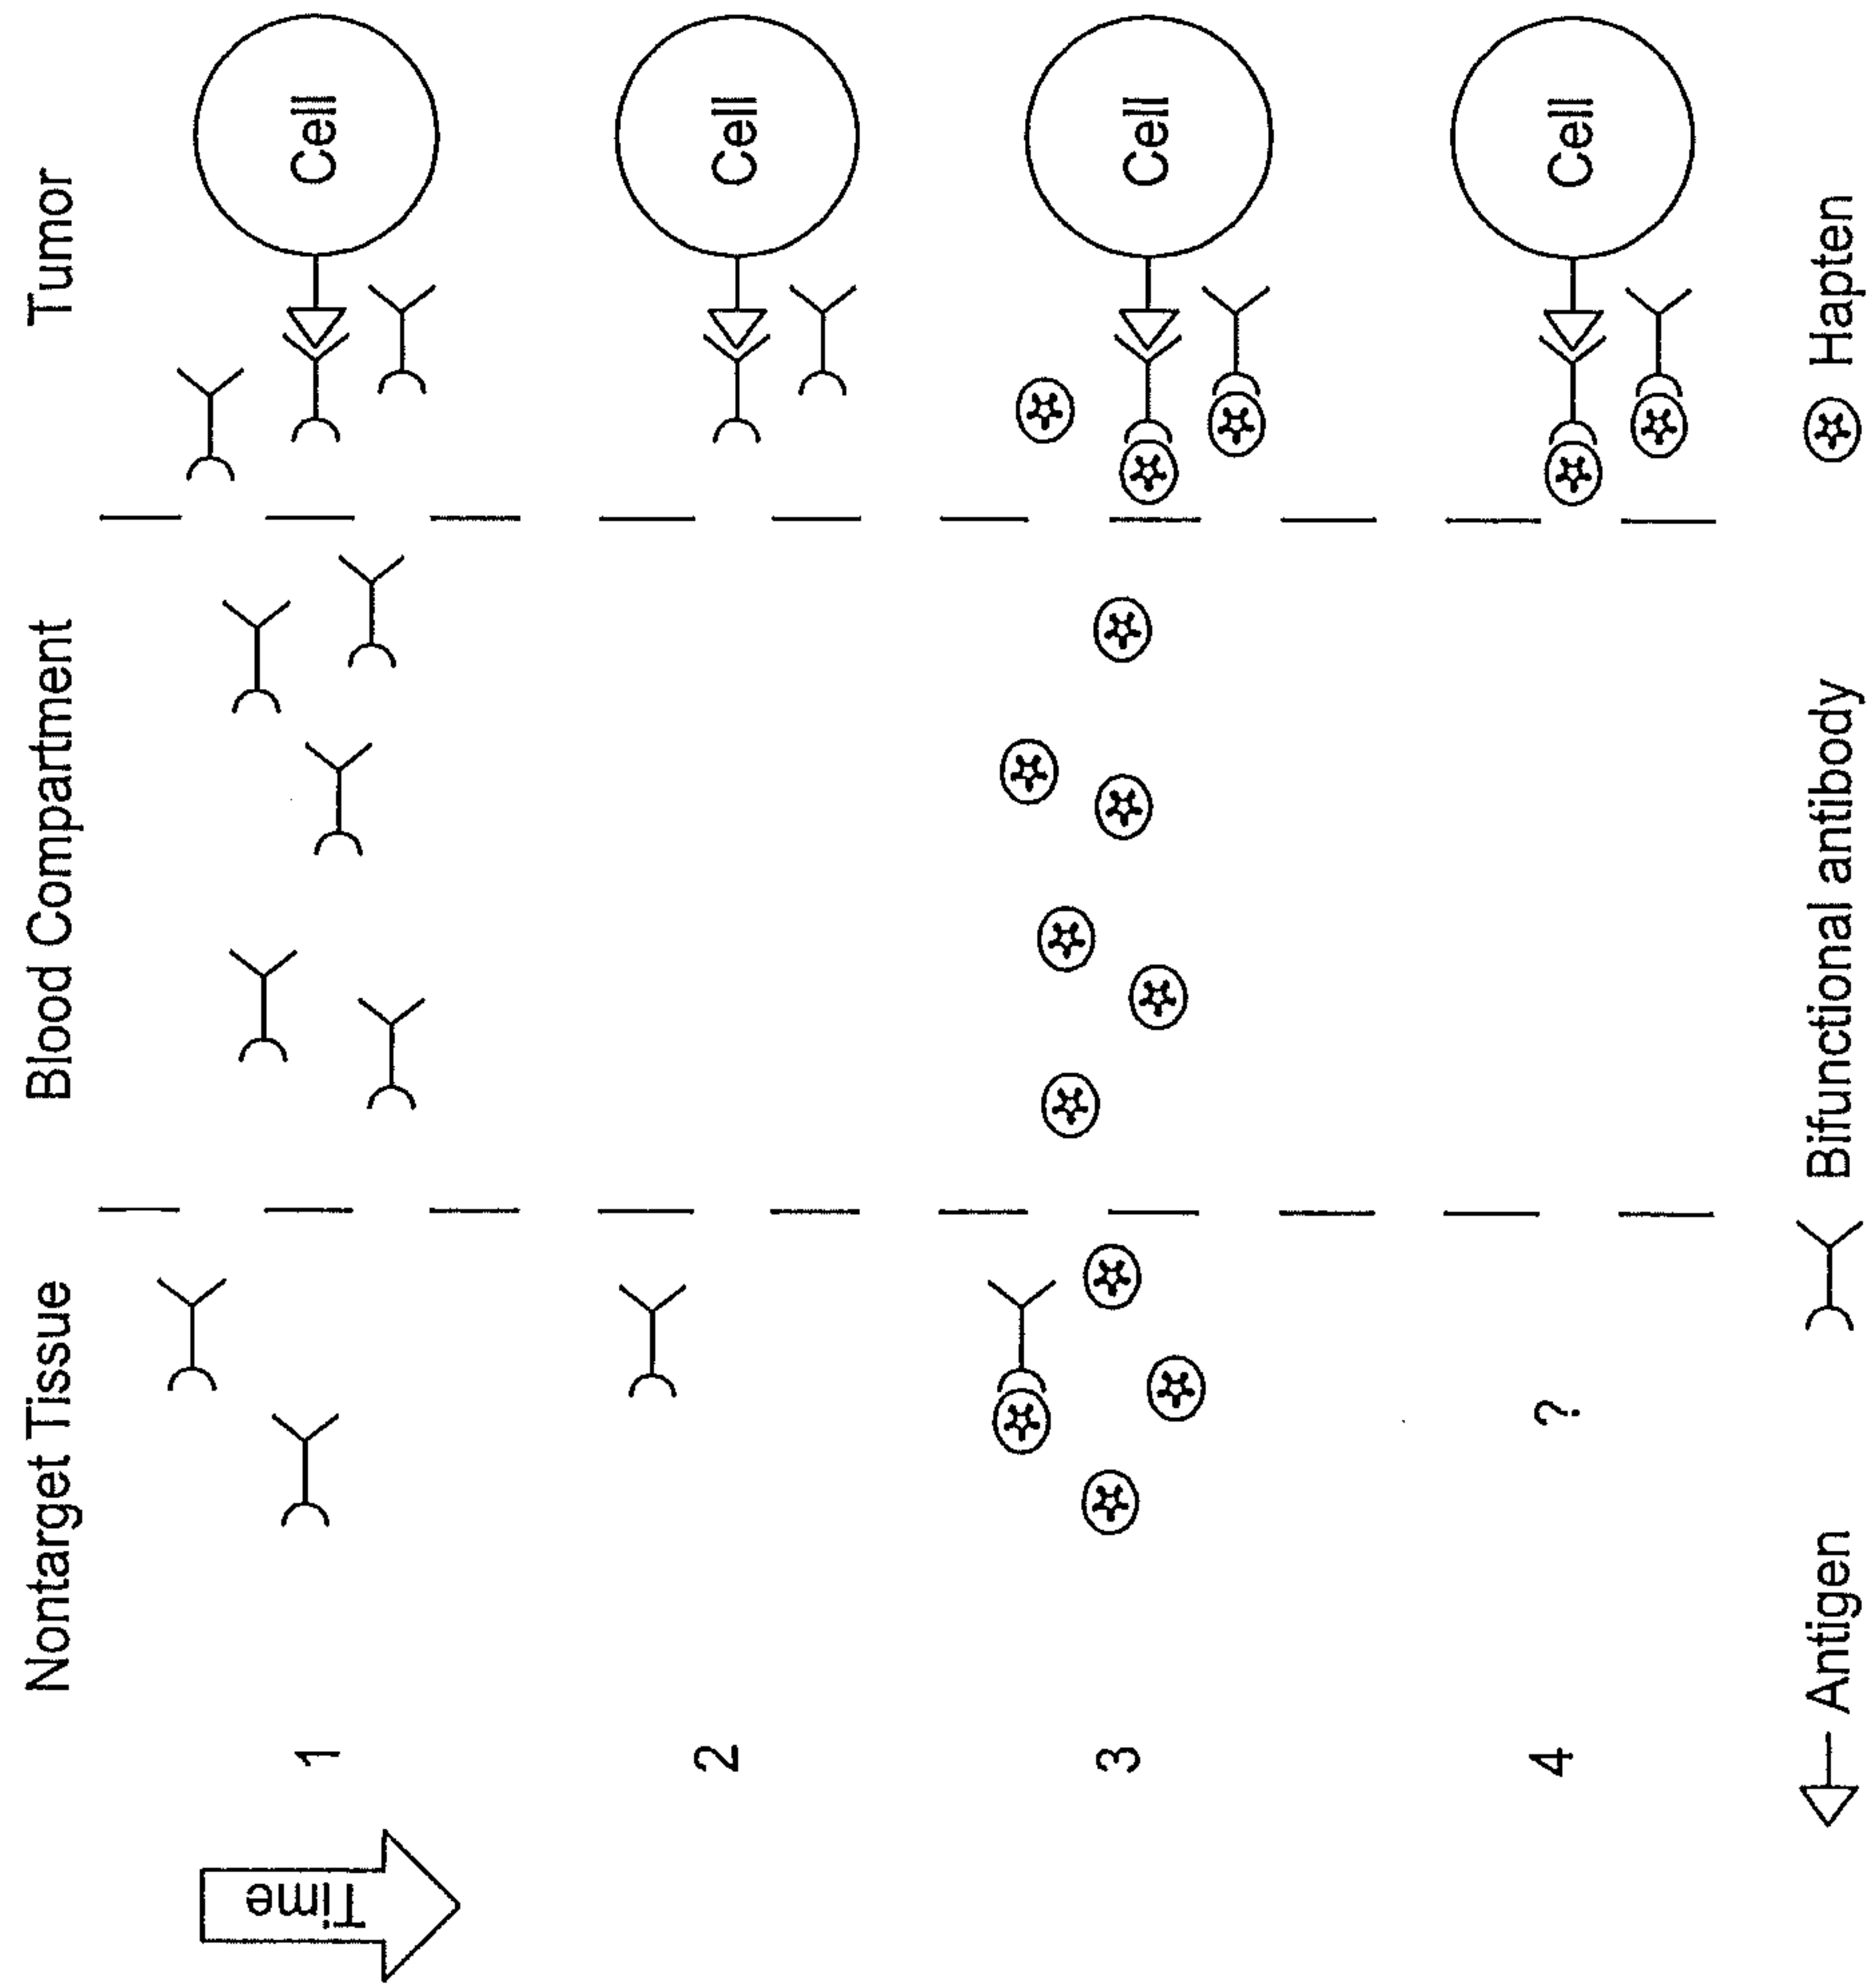 Nontarget Tissue
Blood Compartment
Tumor
Time
1
Cell
2
Cell
3
Cell
4
?
Cell
Antigen
Bifunctional antibody
Hapten